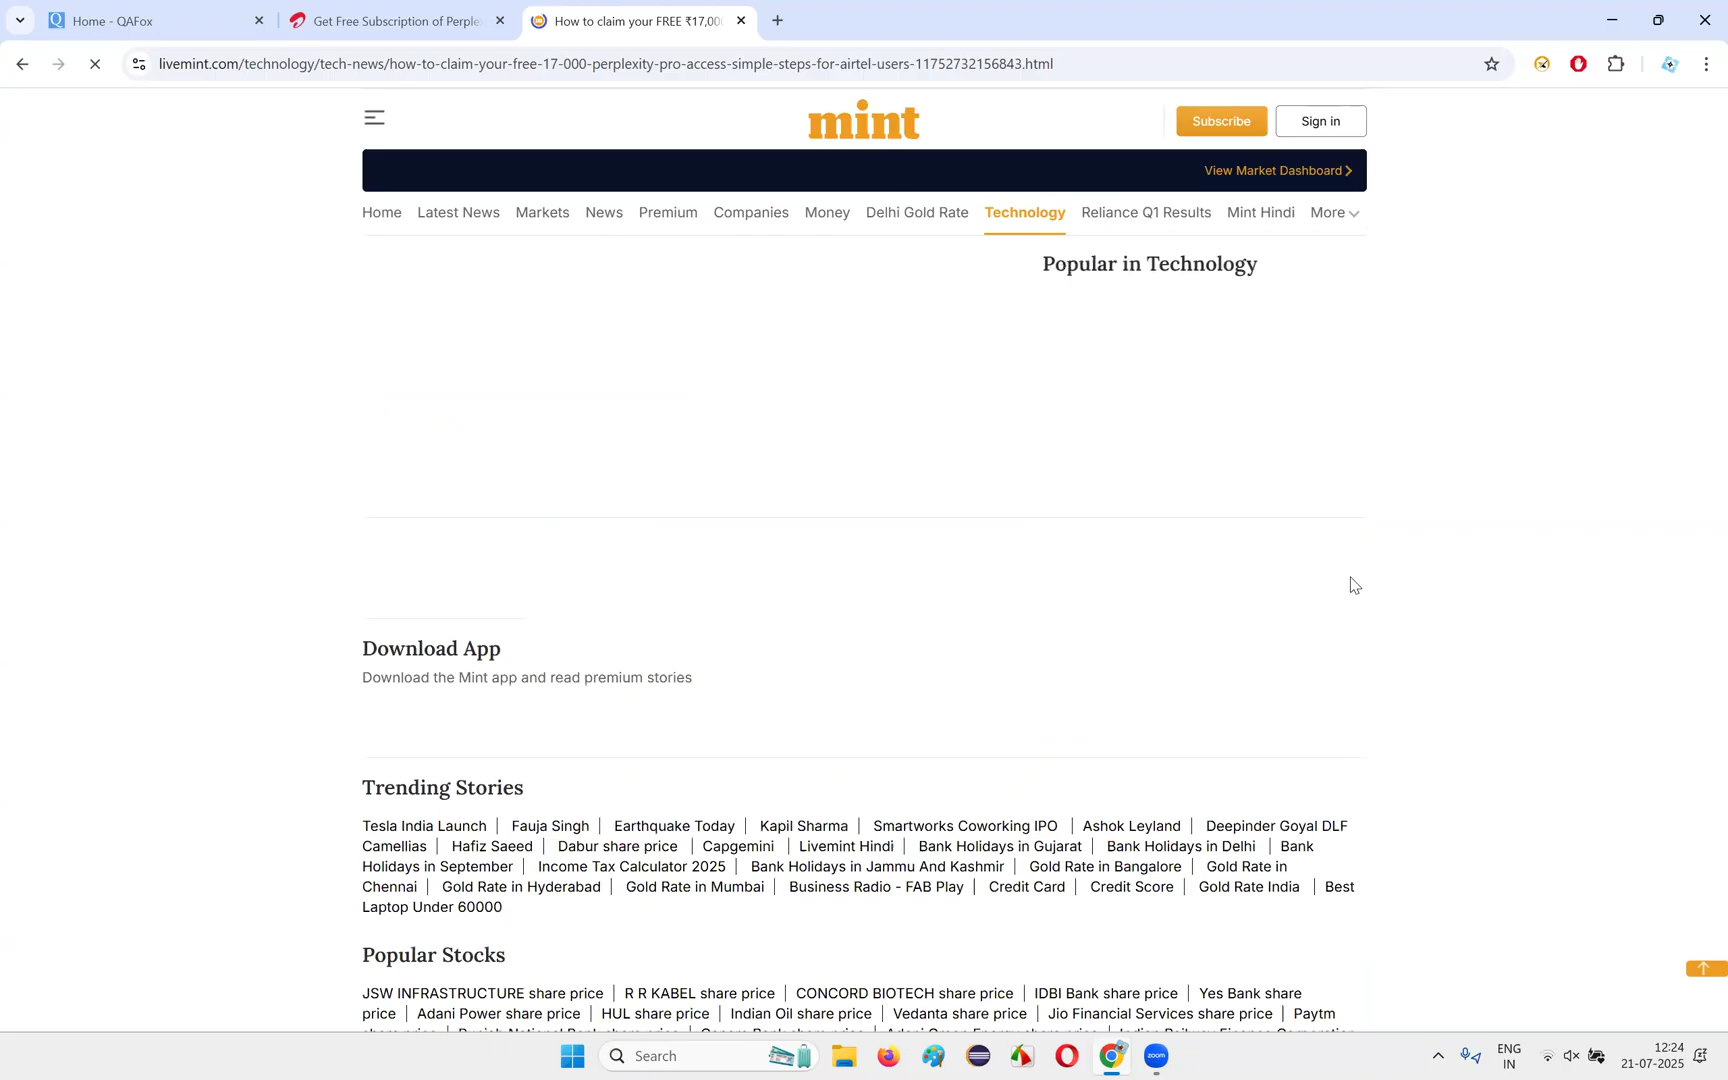 Home - QAFox
Get Free Subscription of Perple
How to claim your FREE ₹17,00
livemint.com/technology/tech-news/how-to-claim-your-free-17-000-perplexity-pro-access-simple-steps-for-airtel-users-11752732156843.html
mint
Subscribe
Sign in
View Market Dashboard
Home Latest News Markets News Premium Companies Money Delhi Gold Rate Technology Reliance Q1 Results Mint Hindi More
Popular in Technology
Download App
Download the Mint app and read premium stories
Trending Stories
Tesla India Launch | Fauja Singh | Earthquake Today | Kapil Sharma | Smartworks Coworking IPO | Ashok Leyland | Deepinder Goyal DLF
Camellias | Hafiz Saeed | Dabur share price | Capgemini | Livemint Hindi | Bank Holidays in Gujarat | Bank Holidays in Delhi | Bank
Holidays in September | Income Tax Calculator 2025 | Bank Holidays in Jammu And Kashmir | Gold Rate in Bangalore | Gold Rate in
Chennai | Gold Rate in Hyderabad | Gold Rate in Mumbai | Business Radio - FAB Play | Credit Card | Credit Score | Gold Rate India | Best
Laptop Under 60000
Popular Stocks
JSW INFRASTRUCTURE share price | R R KABEL share price | CONCORD BIOTECH share price | IDBI Bank share price | Yes Bank share
price | Adani Power share price | HUL share price | Indian Oil share price | Vedanta share price | Jio Financial Services share price | Paytm
Search
zoom
ENG
IN
12:24
21-07-2025